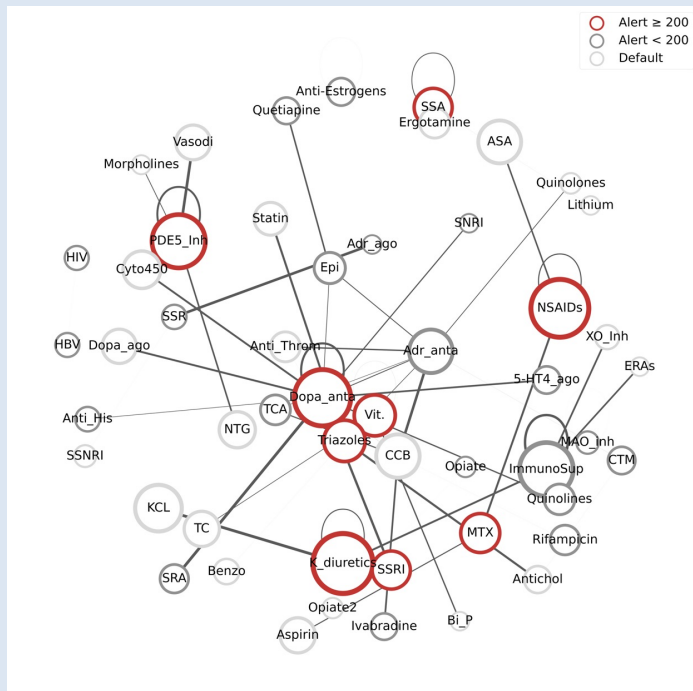 Alert ≥ 200
Alert < 200
Default
Anti-Estrogens
Quetiapine
SSA
Ergotamine
ASA
Vasodi
Morpholines
Quinolones
Lithium
Statin
SNRI
PDE5_Inh
Adr_ago
HIV
Cyto450
Epi
NSAIDs
SSR
XO_Inh
HBV
Dopa_ago
Anti_Throm
Adr_anta
ERAs
5-HT4_ago
Dopa_anta
TCA
Vit.
Anti_His
NTG
Triazoles
MAO_inh
SSNRI
CCB
Opiate
ImmunoSup
CTM
Quinolines
KCL
TC
MTX
Rifampicin
K_diuretics
SSRI
SRA
Benzo
Antichol
Opiate2
Aspirin
Ivabradine
Bi_P